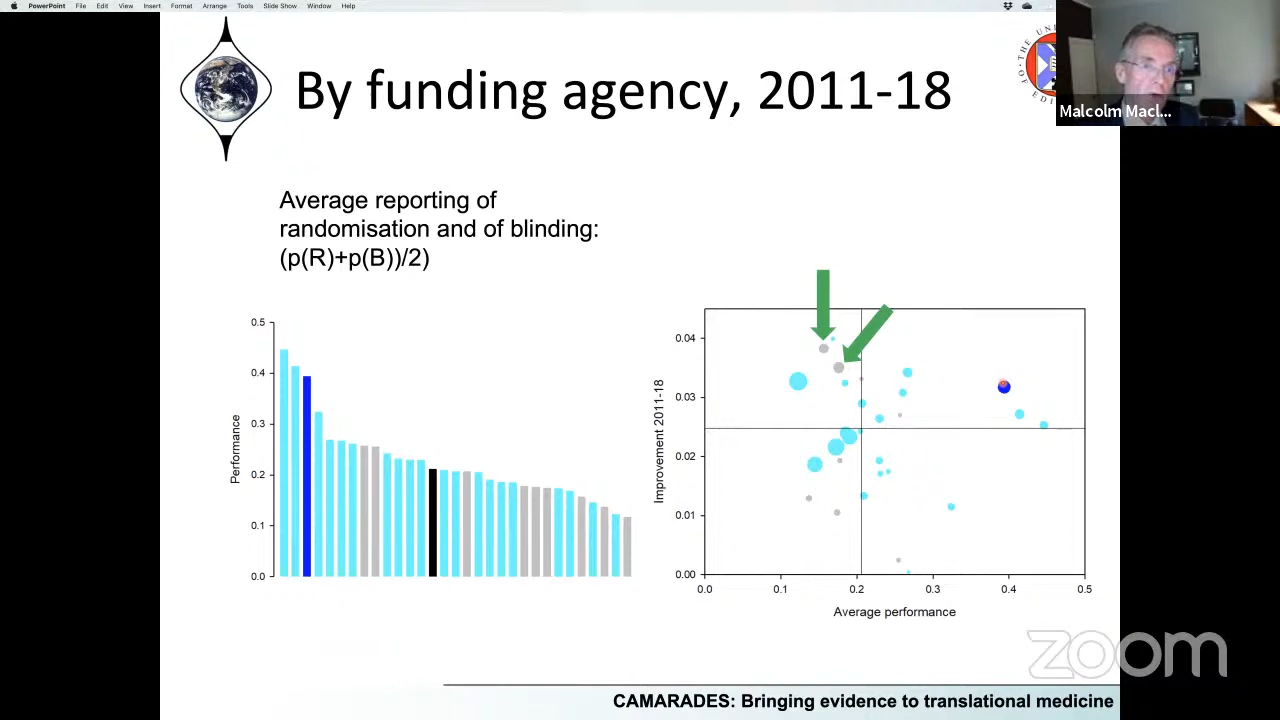 PowerPoint File Edit View Insert Format Arrange Tools Slide Show Window Help
By funding agency, 2011-18
Malcolm Macl...
Average reporting of
randomisation and of blinding:
(p(R)+p(B))/2)
0.5
0.4
0.3
0.2
0.1
0.0
Performance
0.04
0.03
0.02
0.01
0.00
Improvement 2011-18
0.0 0.1 0.2 0.3 0.4 0.5
Average performance
zoom
CAMARADES: Bringing evidence to translational medicine